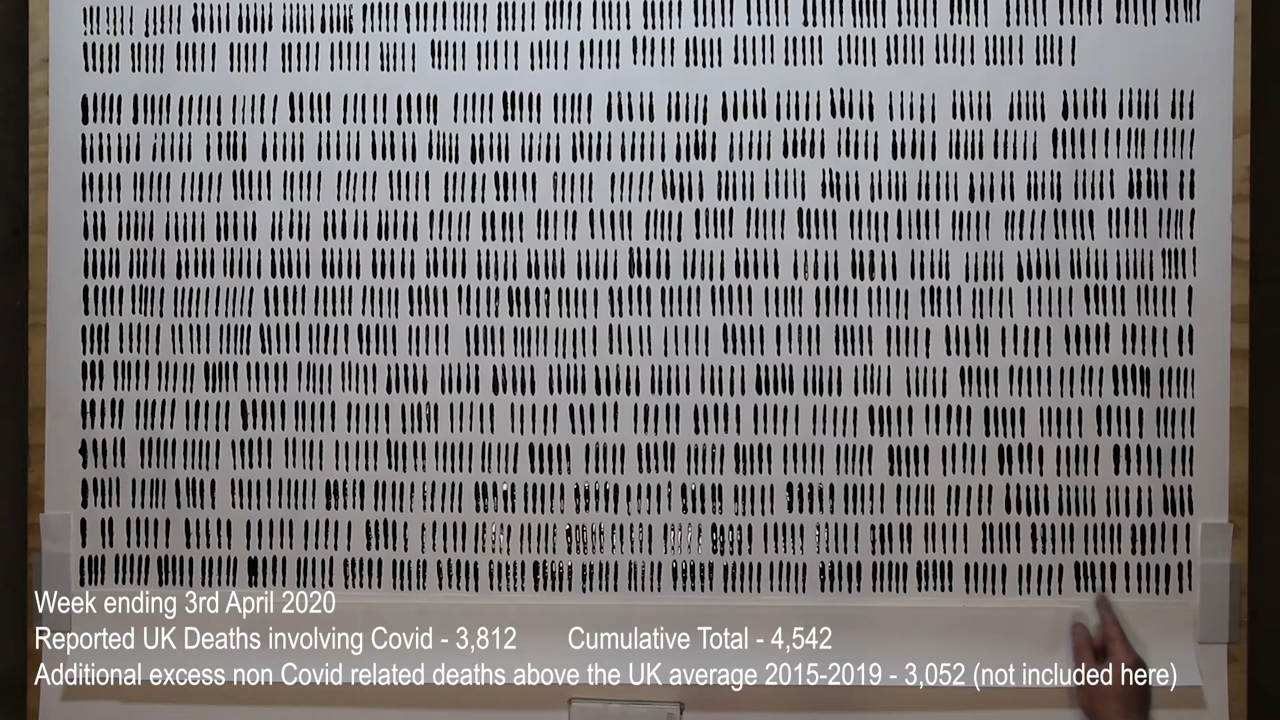 Week ending 3rd April 2020
Reported UK Deaths involving Covid - 3,812 Cumulative Total - 4,542
Additional excess non Covid related deaths above the UK average 2015-2019 - 3,052 (not included here)